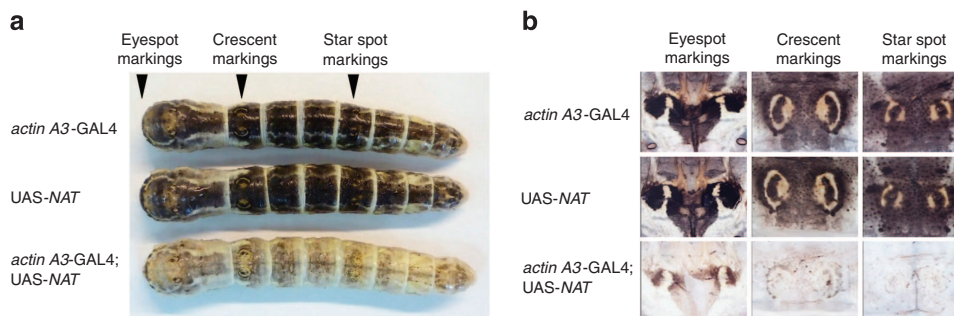 a
Eyespot
markings
Crescent
markings
Star spot
markings
actin A3-GAL4
UAS-NAT
actin A3-GAL4;
UAS-NAT
b
Eyespot
markings
Crescent
markings
Star spot
markings
actin A3-GAL4
UAS-NAT
actin A3-GAL4;
UAS-NAT